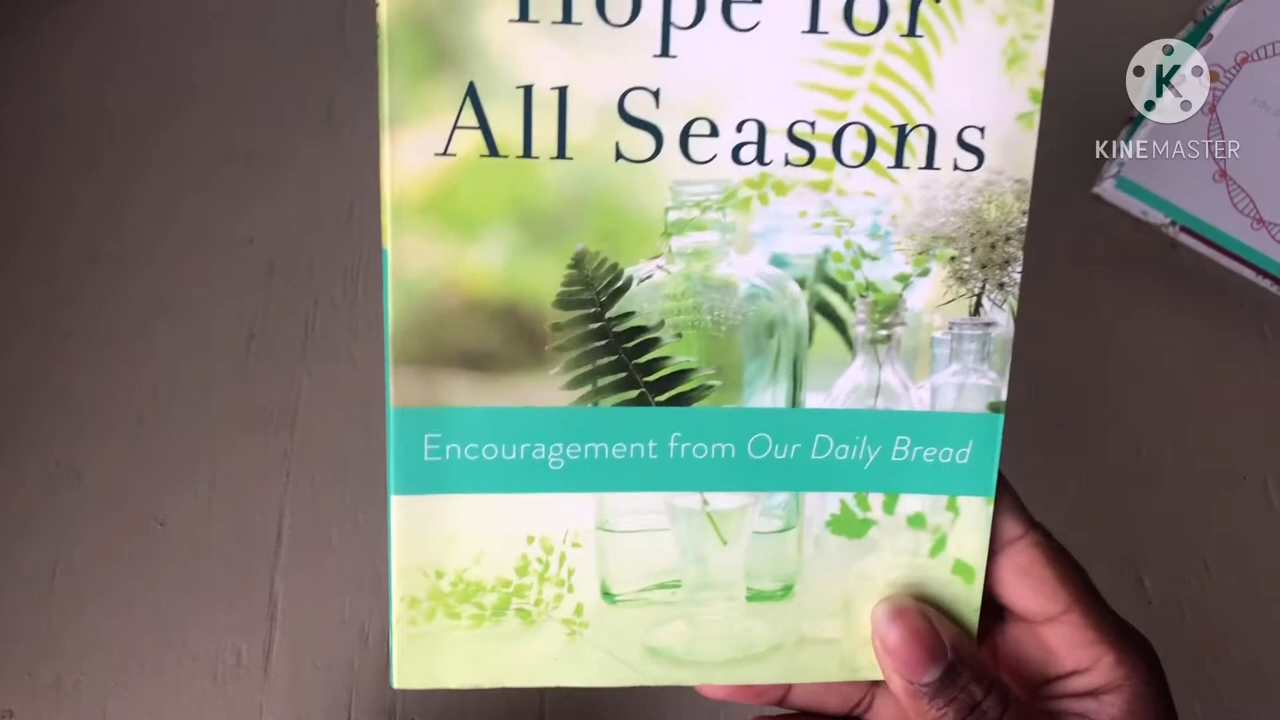 Hope for
All Seasons
Encouragement from Our Daily Bread
K
KINEMASTER